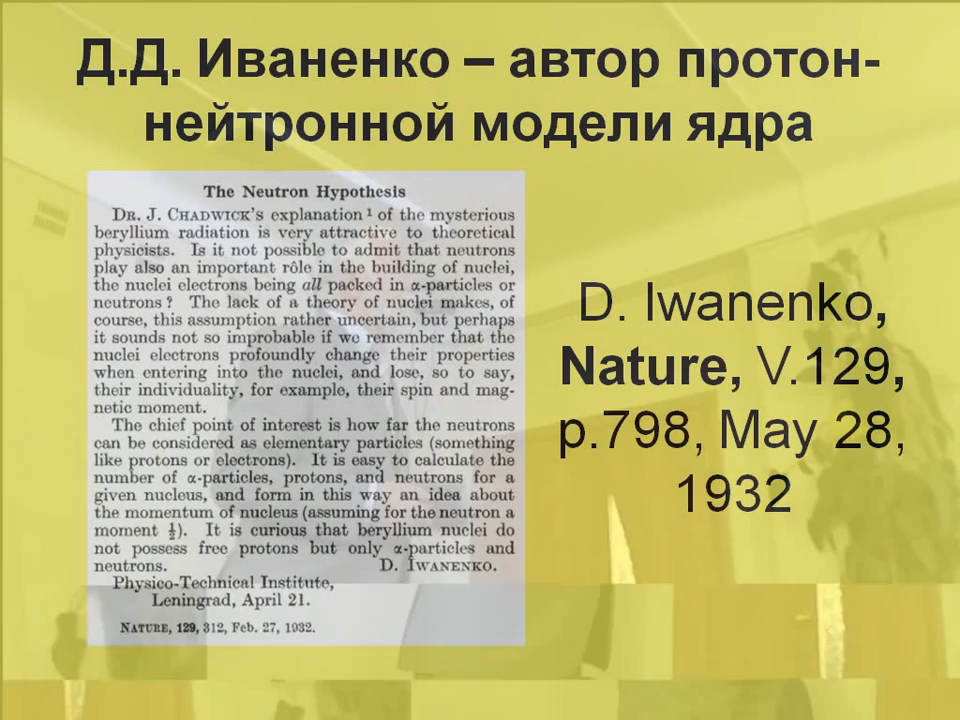 Д.Д. Иваненко – автор протон-
нейтронной модели ядра
The Neutron Hypothesis
DR. J. CHADWICK'S explanation¹ of the mysterious
beryllium radiation is very attractive to theoretical
physicists. Is it not possible to admit that neutrons
play also an important rôle in the building of nuclei,
the nuclei electrons being all packed in α-particles or
neutrons? The lack of a theory of nuclei makes, of
course, this assumption rather uncertain, but perhaps
it sounds not so improbable if we remember that the
nuclei electrons profoundly change their properties
when entering into the nuclei, and lose, so to say,
their individuality, for example, their spin and mag-
netic moment.
The chief point of interest is how far the neutrons
can be considered as elementary particles (something
like protons or electrons). It is easy to calculate the
number of α-particles, protons, and neutrons for a
given nucleus, and form in this way an idea about
the momentum of nucleus (assuming for the neutron a
moment ½). It is curious that beryllium nuclei do
not possess free protons but only α-particles and
neutrons. D. IWANENKO.
Physico-Technical Institute,
Leningrad, April 21.
NATURE, 129, 312, Feb. 27, 1932.
D. Iwanenko,
Nature, V.129,
p.798, May 28,
1932